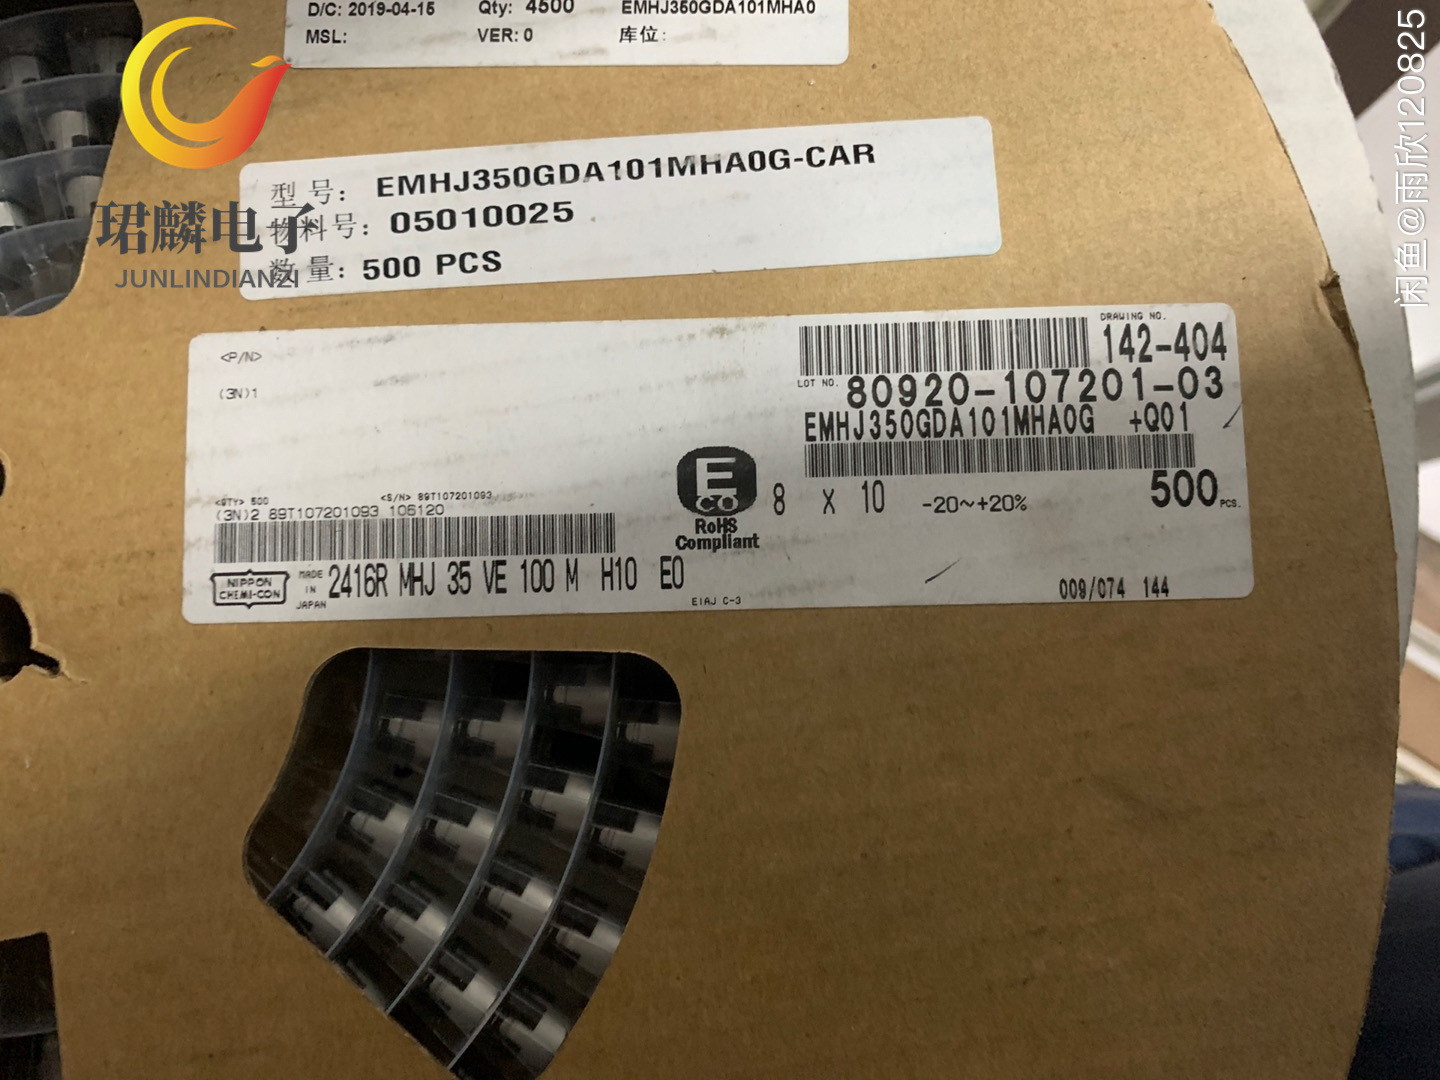 D/C: 2019-04-15 Qty: 4500 EMHJ350GDA101MHA0
MSL: VER: 0 库位:
型号: EMHJ350GDA101MHA0G-CAR
物料号: 05010025
数量: 500 PCS
珺麟电子
JUNLINDIANZI
闲鱼@雨欣120825
<P/N>
(3N)1
DRAWING NO.
142-404
LOT NO. 80920-107201-03
EMHJ350GDA101MHA0G +Q01
<QTY> 500 <S/N> 89T107201093
(3N)2 89T107201093 106120
ECO
RoHS
Compliant
8 X 10 -20~+20% 500 PCS.
NIPPON
CHEMI-CON
MADE IN JAPAN
2416R MHJ 35 VE 100 M H10 E0
EIAJ C-3
009/074 144